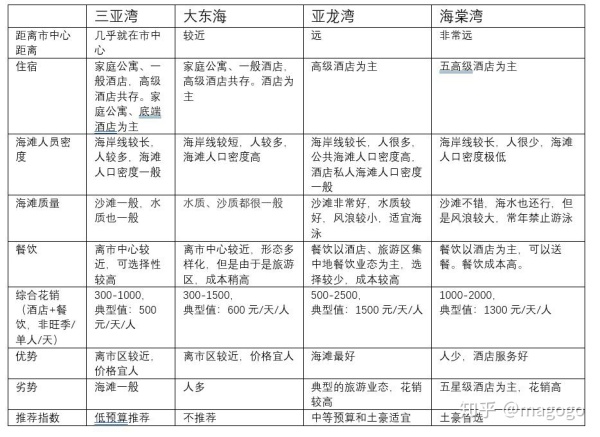 三亚湾 大东海 亚龙湾 海棠湾
距离市中心 几乎就在市中 较近 远 非常远
距离 心
住宿 家庭公寓、一 家庭公寓、一般酒店， 高级酒店为主 五高级酒店为主
般酒店，高级 高级酒店共存。酒店为
酒店共存。家 主
庭公寓、底端
酒店为主
海滩人员密 海岸线较长， 海岸线较短，人较多， 海岸线较长，人很多， 海岸线较长，人很少，海滩
度 人较多，海滩 海滩人口密度高 公共海滩人口密度高， 人口密度极低
人口密度一般 酒店私人海滩人口密度
一般
海滩质量 沙滩一般，水 水质、沙质都很一般 沙滩非常好，水质较 沙滩不错，海水也还行，但
质也一般 好，风浪较小，适宜海 是风浪较大，常年禁止游泳
泳
餐饮 离市中心较 离市中心较近，形态多 餐饮以酒店、旅游区集 餐饮以酒店为主，可以送
近，可选择性 样化，但是由于是旅游 中地餐饮业态为主，选 餐。餐饮成本高。
较高 区，成本稍高 择较少，成本较高
综合花销 300-1000， 300-1500， 500-2500， 1000-2000，
（酒店+餐 典型值：500 典型值：600 元/天/人 典型值：1500 元/天/人 典型值：1300 元/天/人
饮，非旺季/ 元/天/人
单人/天）
优势 离市区较近， 离市区较近，价格宜人 海滩最好 人少，酒店服务好
价格宜人
劣势 海滩一般 人多 典型的旅游业态，花销 五星级酒店为主，花销高
较高
推荐指数 低预算推荐 不推荐 中等预算和土豪适宜 土豪首选
知乎 @magogo